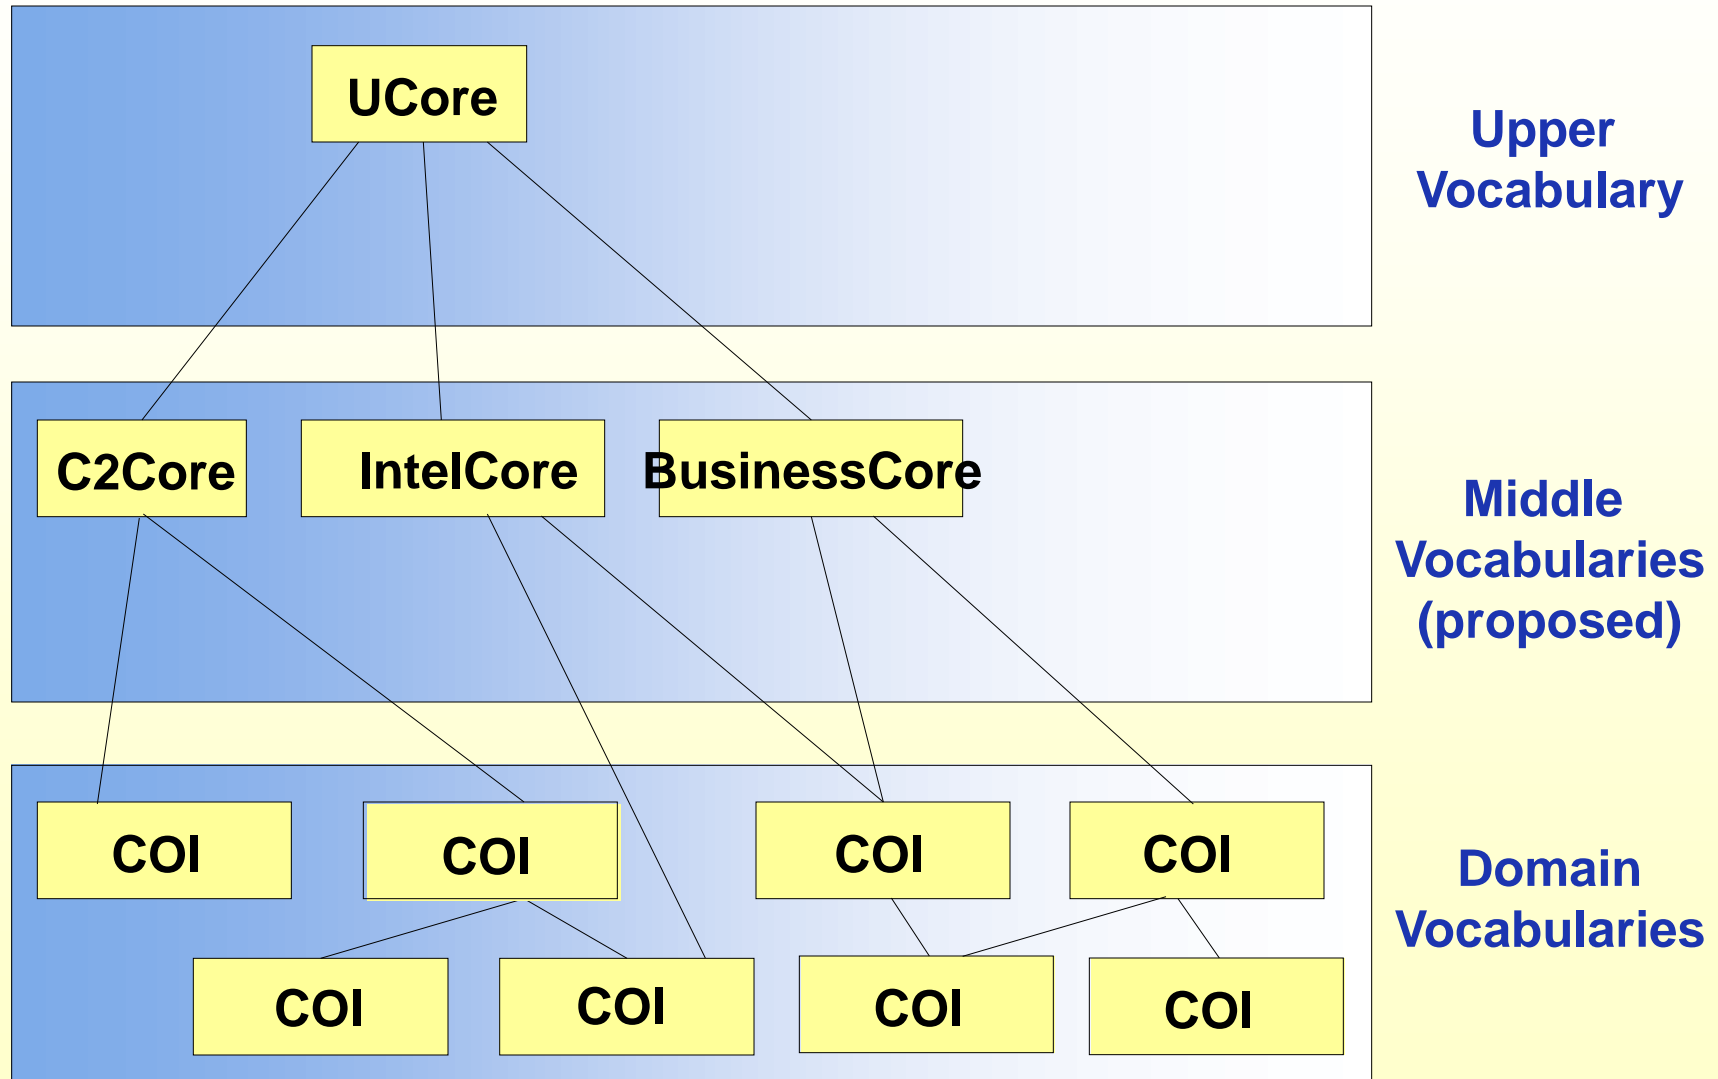 UCore
Upper
Vocabulary
C2Core
IntelCore
BusinessCore
Middle
Vocabularies
(proposed)
COI
COI
COI
COI
Domain
Vocabularies
COI
COI
COI
COI